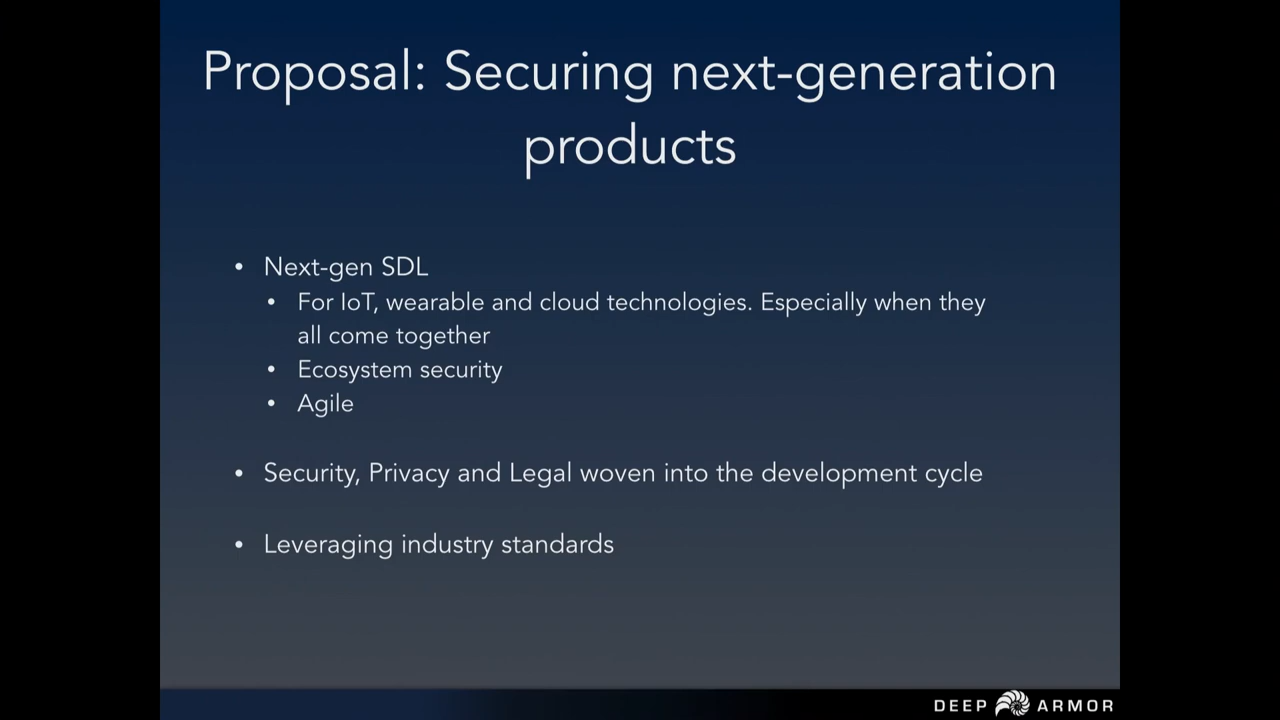 Proposal: Securing next-generation
products
• Next-gen SDL
• For IoT, wearable and cloud technologies. Especially when they
all come together
• Ecosystem security
• Agile
• Security, Privacy and Legal woven into the development cycle
• Leveraging industry standards
DEEP ARMOR